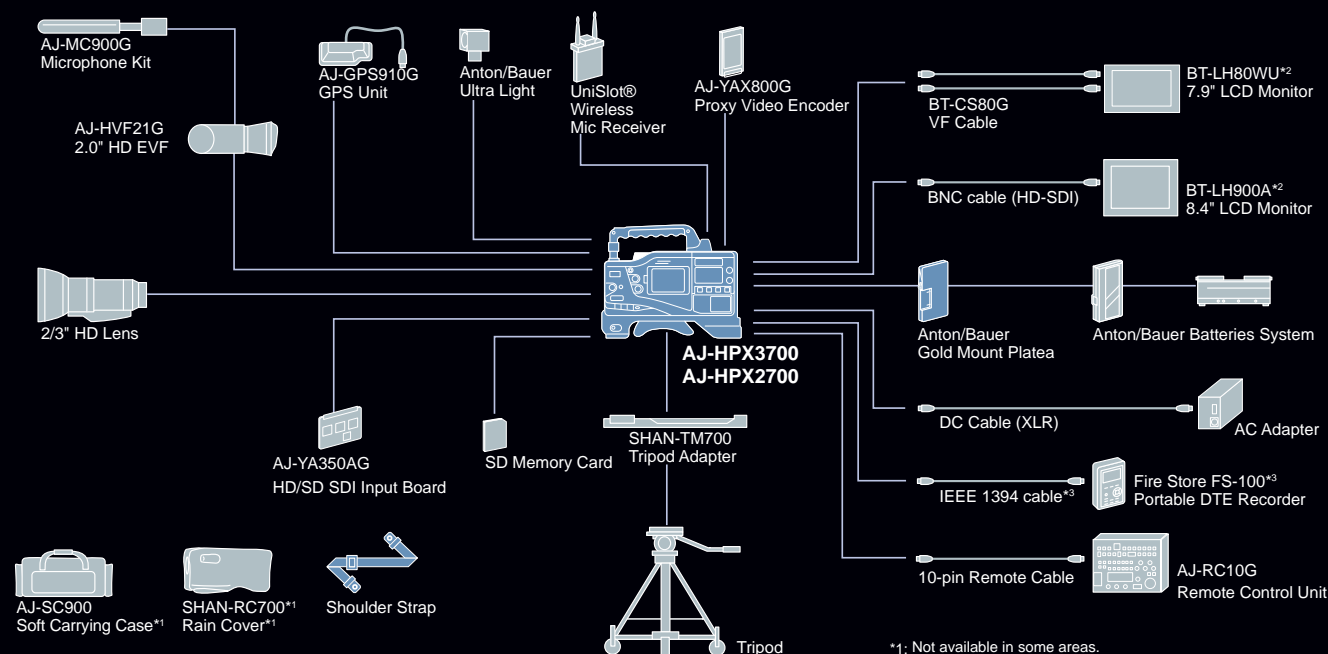 AJ-MC900G
Microphone Kit
AJ-GPS910G
GPS Unit
Anton/Bauer
Ultra Light
UniSlot®
Wireless
Mic Receiver
AJ-YAX800G
Proxy Video Encoder
BT-CS80G
VF Cable
BT-LH80WU*2
7.9" LCD Monitor
AJ-HVF21G
2.0" HD EVF
BNC cable (HD-SDI)
BT-LH900A*2
8.4" LCD Monitor
2/3" HD Lens
AJ-HPX3700
AJ-HPX2700
Anton/Bauer
Gold Mount Platea
Anton/Bauer Batteries System
DC Cable (XLR)
AC Adapter
AJ-YA350AG
HD/SD SDI Input Board
SD Memory Card
SHAN-TM700
Tripod Adapter
IEEE 1394 cable*3
Fire Store FS-100*3
Portable DTE Recorder
10-pin Remote Cable
AJ-RC10G
Remote Control Unit
AJ-SC900
Soft Carrying Case*1
SHAN-RC700*1
Rain Cover*1
Shoulder Strap
Tripod
*1: Not available in some areas.